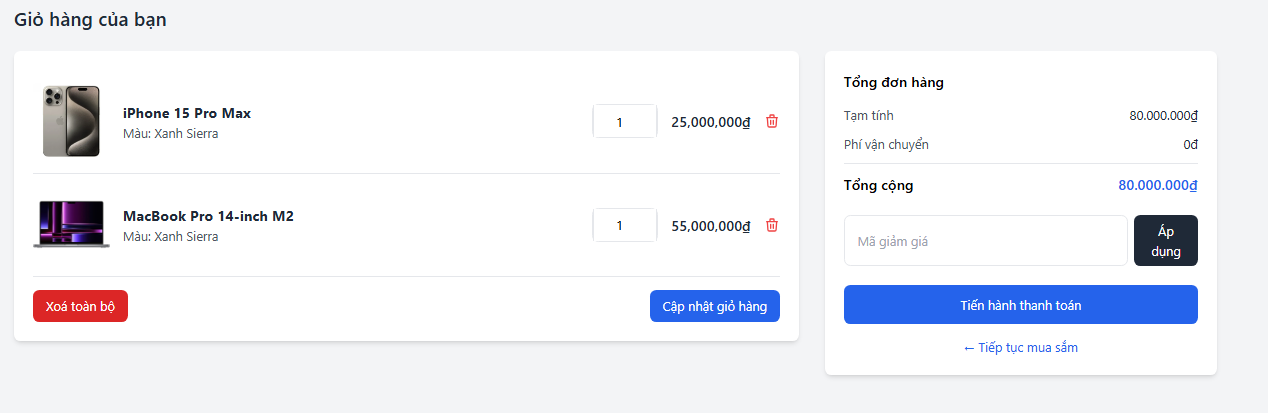 Giỏ hàng của bạn
iPhone 15 Pro Max
Màu: Xanh Sierra
1
25,000,000₫
MacBook Pro 14-inch M2
Màu: Xanh Sierra
1
55,000,000₫
Xoá toàn bộ
Cập nhật giỏ hàng
Tổng đơn hàng
Tạm tính 80.000.000₫
Phí vận chuyển 0đ
Tổng cộng 80.000.000₫
Mã giảm giá
Áp
dụng
Tiến hành thanh toán
← Tiếp tục mua sắm